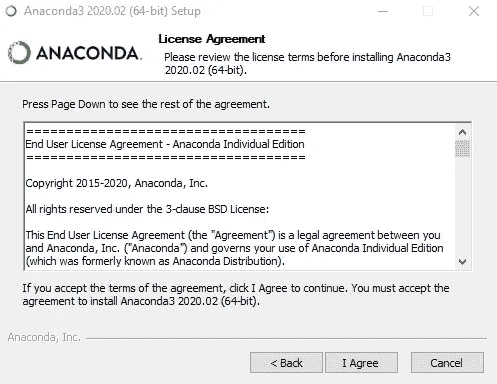 Anaconda3 2020.02 (64-bit) Setup
ANACONDA.
License Agreement
Please review the license terms before installing Anaconda3
2020.02 (64-bit).
Press Page Down to see the rest of the agreement.
===================================
End User License Agreement - Anaconda Individual Edition
===================================
Copyright 2015-2020, Anaconda, Inc.
All rights reserved under the 3-clause BSD License:
This End User License Agreement (the "Agreement") is a legal agreement between you
and Anaconda, Inc. ("Anaconda") and governs your use of Anaconda Individual Edition
(which was formerly known as Anaconda Distribution).
If you accept the terms of the agreement, click I Agree to continue. You must accept the
agreement to install Anaconda3 2020.02 (64-bit).
Anaconda, Inc.
< Back
I Agree
Cancel